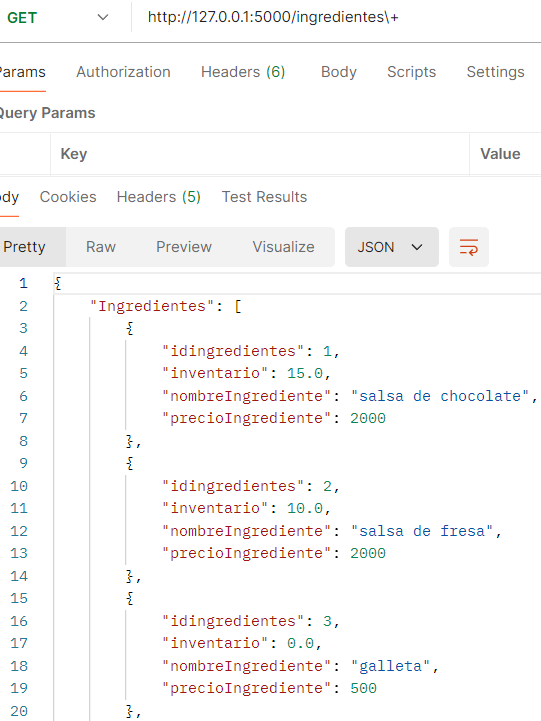 GET http://127.0.0.1:5000/ingredientes\+
Params Authorization Headers (6) Body Scripts Settings
Query Params
Key Value
ody Cookies Headers (5) Test Results
Pretty Raw Preview Visualize JSON
1 {
2 "Ingredientes": [
3 {
4 "idingredientes": 1,
5 "inventario": 15.0,
6 "nombreIngrediente": "salsa de chocolate",
7 "precioIngrediente": 2000
8 },
9 {
10 "idingredientes": 2,
11 "inventario": 10.0,
12 "nombreIngrediente": "salsa de fresa",
13 "precioIngrediente": 2000
14 },
15 {
16 "idingredientes": 3,
17 "inventario": 0.0,
18 "nombreIngrediente": "galleta",
19 "precioIngrediente": 500
20 },